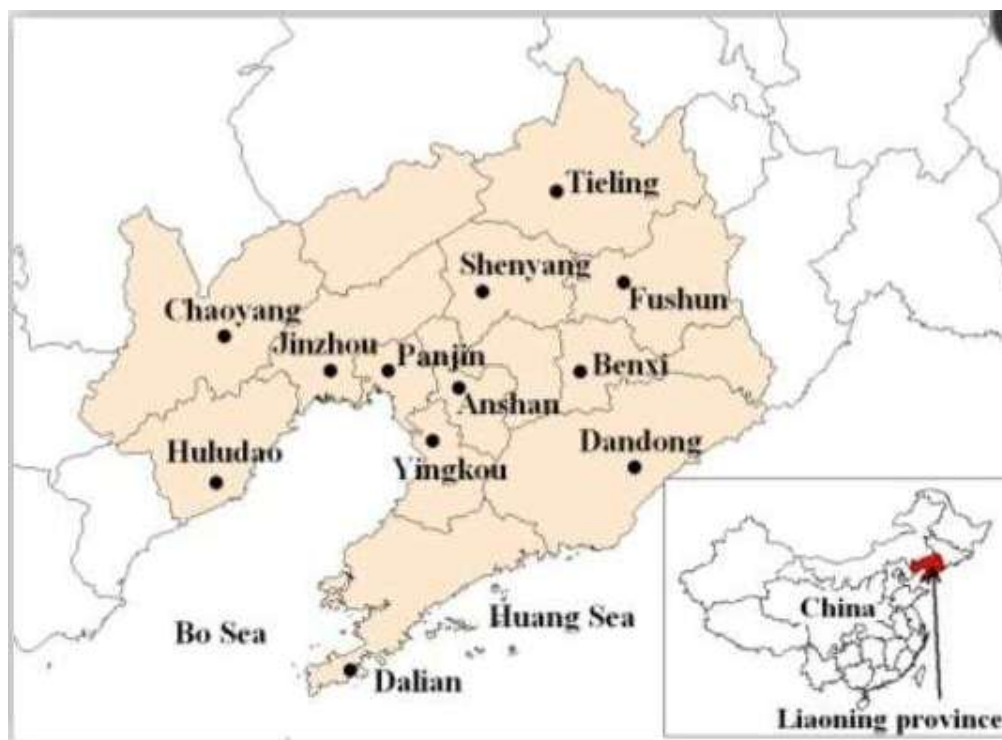 Tieling
Shenyang
Fushun
Chaoyang
Jinzhou
Panjin
Benxi
Anshan
Dandong
Huludao
Yingkou
Huang Sea
China
Bo Sea
Dalian
Liaoning province